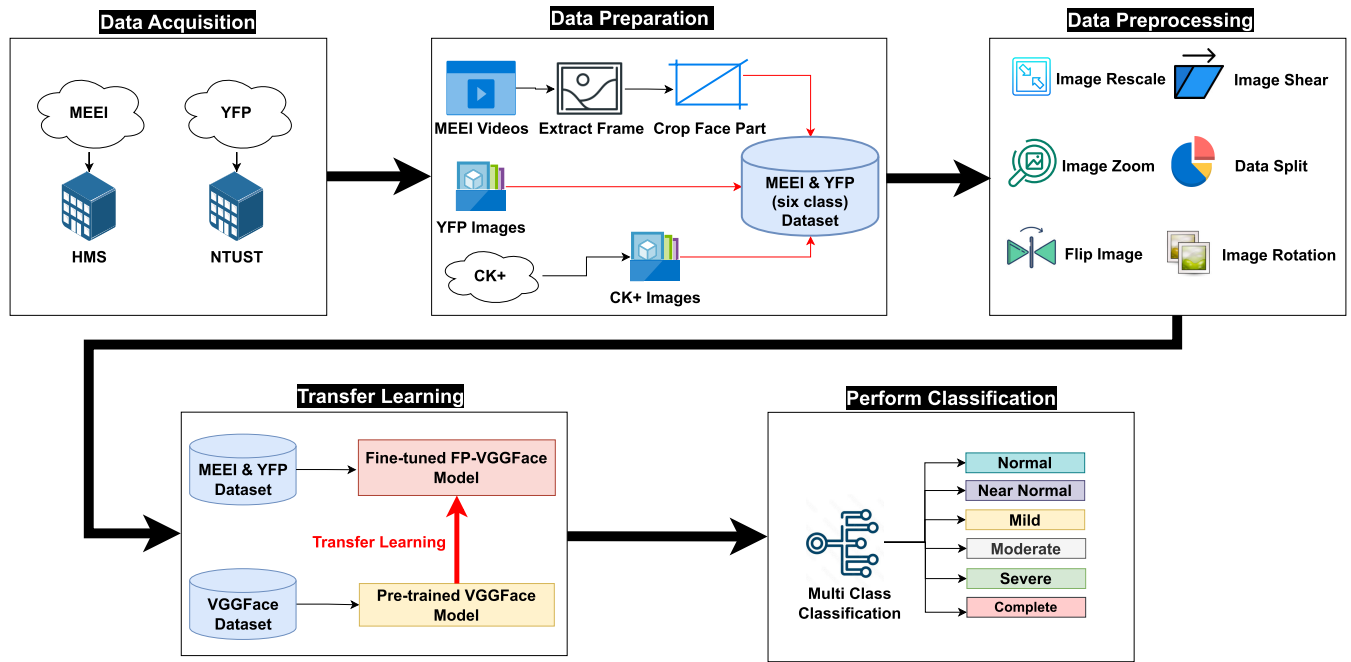 Data Acquisition
MEEI
YFP
HMS
NTUST
Data Preparation
MEEI Videos
Extract Frame
Crop Face Part
YFP Images
CK+
CK+ Images
MEEI & YFP
(six class)
Dataset
Data Preprocessing
Image Rescale
Image Shear
Image Zoom
Data Split
Flip Image
Image Rotation
Transfer Learning
MEEI & YFP
Dataset
Fine-tuned FP-VGGFace
Model
Transfer Learning
VGGFace
Dataset
Pre-trained VGGFace
Model
Perform Classification
Multi Class
Classification
Normal
Near Normal
Mild
Moderate
Severe
Complete